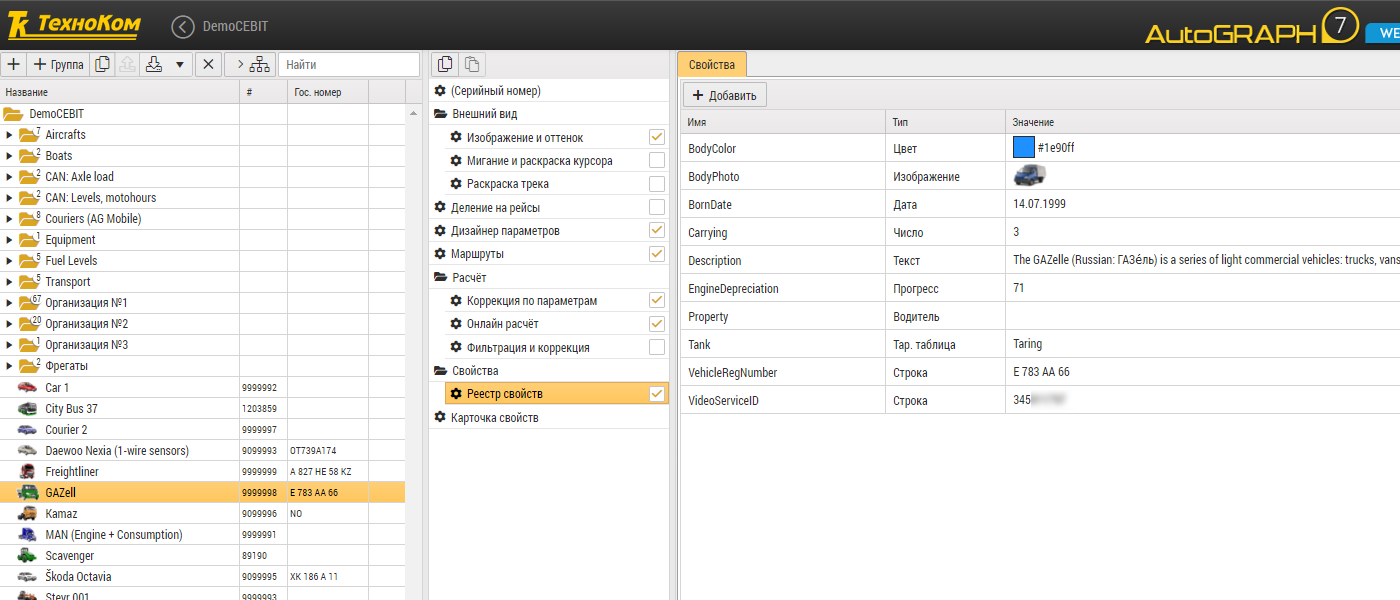 ТК ТехноКом DemoCEBIT AutoGRAPH 7 WE
Группа Найти
Название # Гос. номер
DemoCEBIT
7 Aircrafts
2 Boats
2 CAN: Axle load
2 CAN: Levels, motohours
8 Couriers (AG Mobile)
1 Equipment
5 Fuel Levels
5 Transport
67 Организация №1
20 Организация №2
1 Организация №3
2 Фрегаты
Car 1 9999992
City Bus 37 1203859
Courier 2 9999997
Daewoo Nexia (1-wire sensors) 9099993 OT739A174
Freightliner 9999999 A 827 HE 58 KZ
GAZell 9999998 E 783 AA 66
Kamaz 9099996 NO
MAN (Engine + Consumption) 9999991
Scavenger 89190
Škoda Octavia 9099995 XK 186 A 11
Steyr 001 9999993
(Серийный номер)
Внешний вид
Изображение и оттенок
Мигание и раскраска курсора
Раскраска трека
Деление на рейсы
Дизайнер параметров
Маршруты
Расчёт
Коррекция по параметрам
Онлайн расчёт
Фильтрация и коррекция
Свойства
Реестр свойств
Карточка свойств
Свойства
Добавить
Имя Тип Значение
BodyColor Цвет #1e90ff
BodyPhoto Изображение
BornDate Дата 14.07.1999
Carrying Число 3
Description Текст The GAZelle (Russian: ГАЗе́ль) is a series of light commercial vehicles: trucks, vans
EngineDepreciation Прогресс 71
Property Водитель
Tank Тар. таблица Taring
VehicleRegNumber Строка E 783 AA 66
VideoServiceID Строка 345